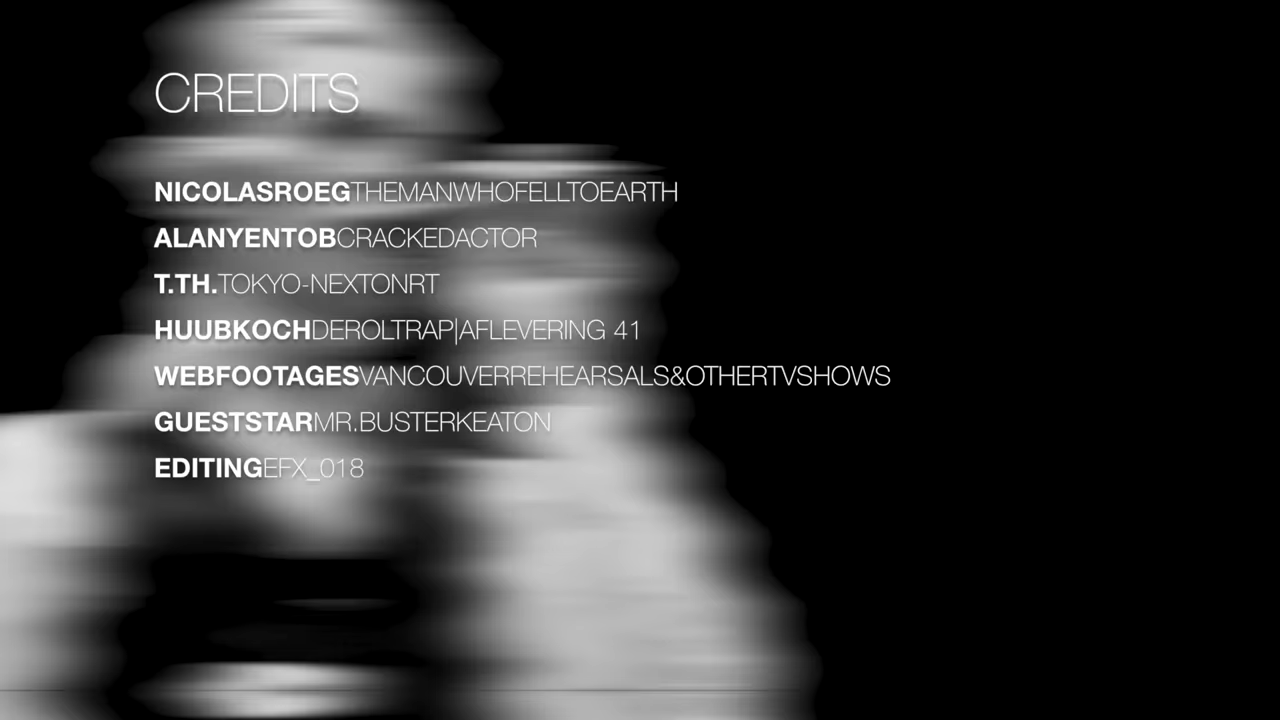 CREDITS
NICOLASROEGTHEMANWHOFELLTOEARTH
ALANYENTOBCRACKEDACTOR
T.TH.TOKYO-NEXTONRT
HUUBKOCHDEROLTRAP|AFLEVERING 41
WEBFOOTAGESVANCOUVERREHEARSALS&OTHERTVSHOWS
GUESTSTARMR.BUSTERKEATON
EDITINGEFX_018